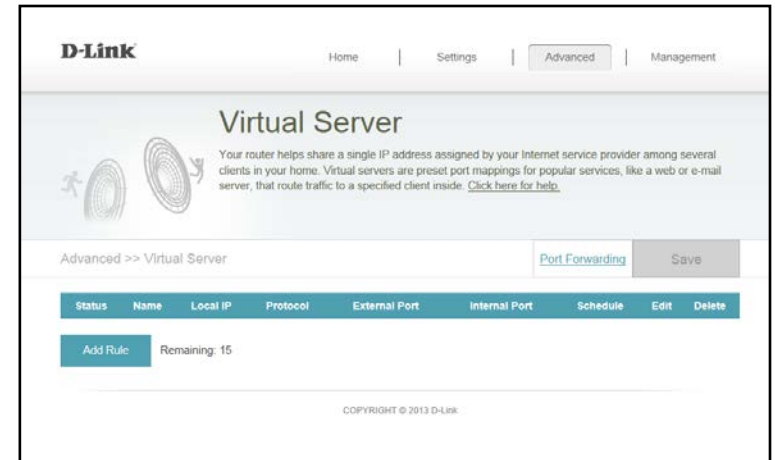 D-Link
Home | Settings | Advanced | Management
Virtual Server
Your router helps share a single IP address assigned by your Internet service provider among several
clients in your home. Virtual servers are preset port mappings for popular services, like a web or e-mail
server, that route traffic to a specified client inside. Click here for help.
Advanced >> Virtual Server Port Forwarding Save
Status Name Local IP Protocol External Port Internal Port Schedule Edit Delete
Add Rule Remaining: 15
COPYRIGHT © 2013 D-Link